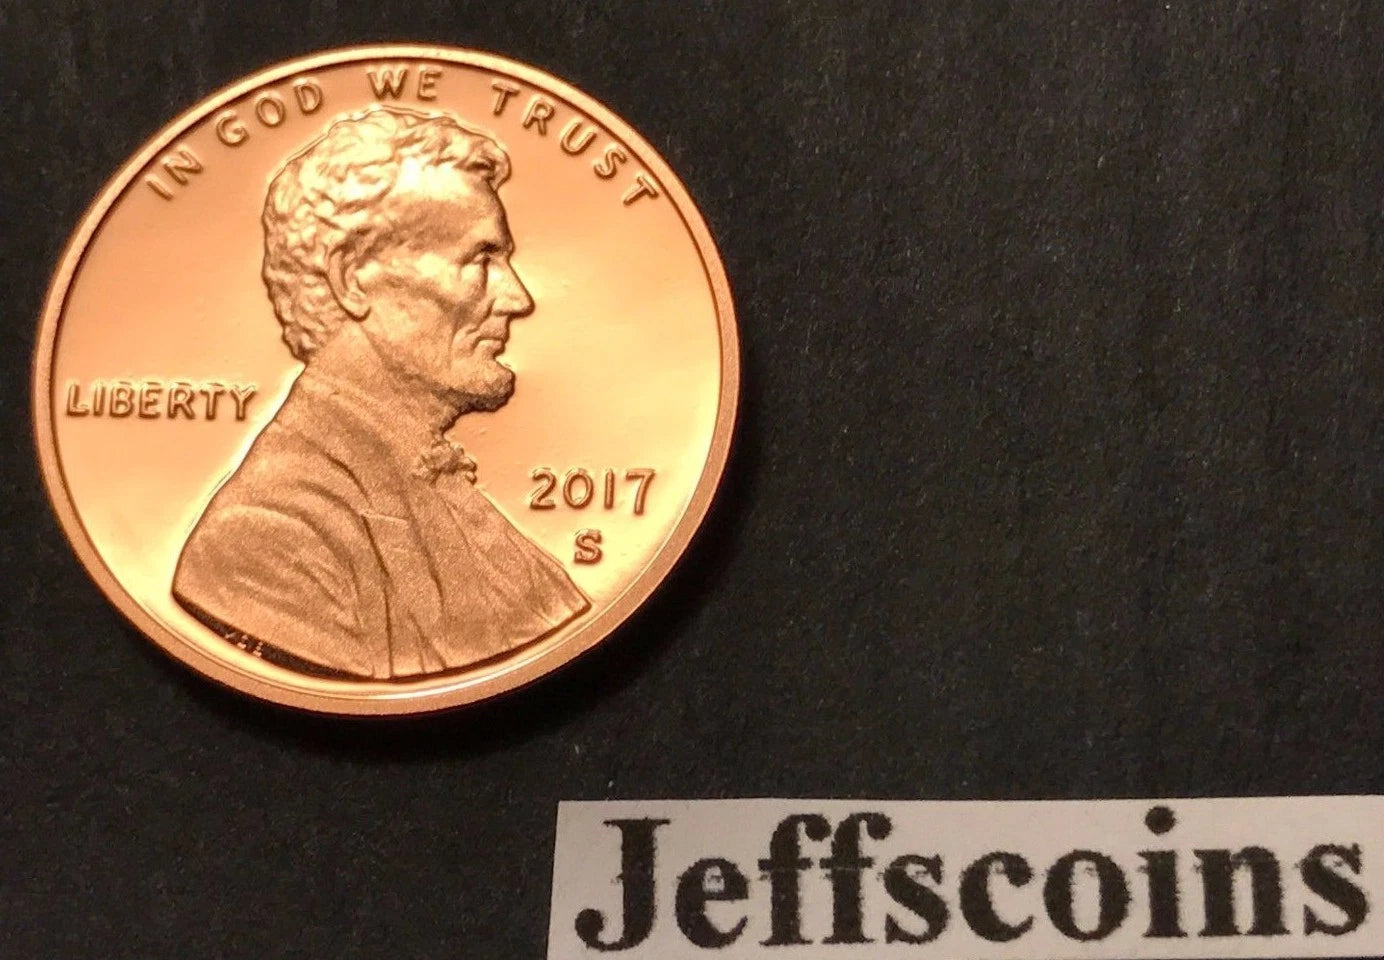 IN GOD WE TRUST
LIBERTY
2017
S
Jeffscoins